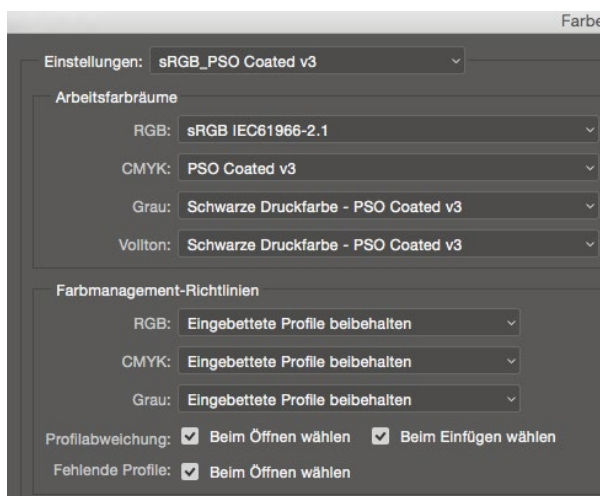 Farbe
Einstellungen: sRGB_PSO Coated v3
Arbeitsfarbräume
RGB: sRGB IEC61966-2.1
CMYK: PSO Coated v3
Grau: Schwarze Druckfarbe - PSO Coated v3
Vollton: Schwarze Druckfarbe - PSO Coated v3
Farbmanagement-Richtlinien
RGB: Eingebettete Profile beibehalten
CMYK: Eingebettete Profile beibehalten
Grau: Eingebettete Profile beibehalten
Profilabweichung: Beim Öffnen wählen Beim Einfügen wählen
Fehlende Profile: Beim Öffnen wählen